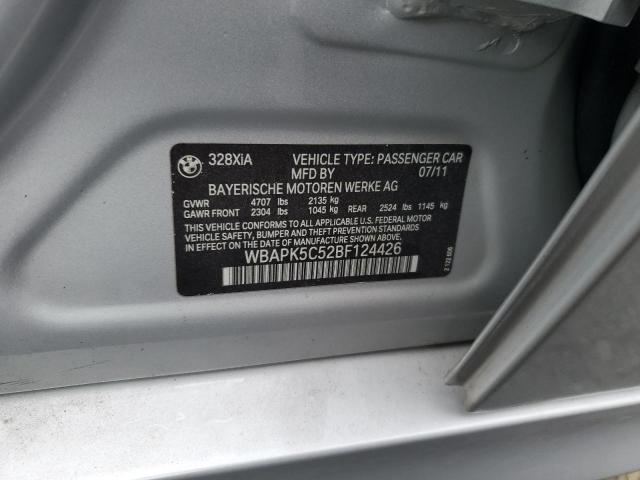 328XiA VEHICLE TYPE: PASSENGER CAR
MFD BY 07/11
BAYERISCHE MOTOREN WERKE AG
GVWR 4707 lbs 2135 kg
GAWR FRONT 2304 lbs 1045 kg REAR 2524 lbs 1145 kg
THIS VEHICLE CONFORMS TO ALL APPLICABLE U.S. FEDERAL MOTOR
VEHICLE SAFETY, BUMPER, AND THEFT PREVENTION STANDARDS
IN EFFECT ON THE DATE OF MANUFACTURE SHOWN ABOVE.
WBAPK5C52BF124426